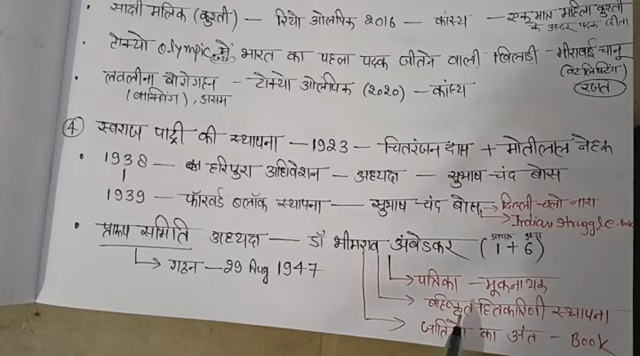 • साक्षी मलिक (कुश्ती) – रियो ओलंपिक 2016 – कांस्य – एकमात्र महिला कुश्ती
के अंदर पदक जीता
• टोक्यो olympic में भारत का पहला पदक जीतने वाली खिलाड़ी – मीराबाई चानू
(वेटलिफ्टिंग)
रजत
• लवलीना बोरगोहेन – टोक्यो ओलंपिक (2020) – कांस्य
(बाक्सिंग), असम
④ स्वराज पार्टी की स्थापना – 1923 – चितरंजन दास + मोतीलाल नेहरू
• 1938 – हरिपुरा अधिवेशन – अध्यक्ष – सुभाष चंद बोस
1939 – फॉरवर्ड ब्लॉक स्थापना – सुभाष चंद बोस → दिल्ली चलो नारा
→ Indian struggle
• प्रारूप समिति अध्यक्ष – डॉ भीमराव अंबेडकर (1+6)
→ गठन – 29 Aug 1947
→ पत्रिका – मूकनायक
→ हितकारिणी स्थापना
→ का अंत – Book